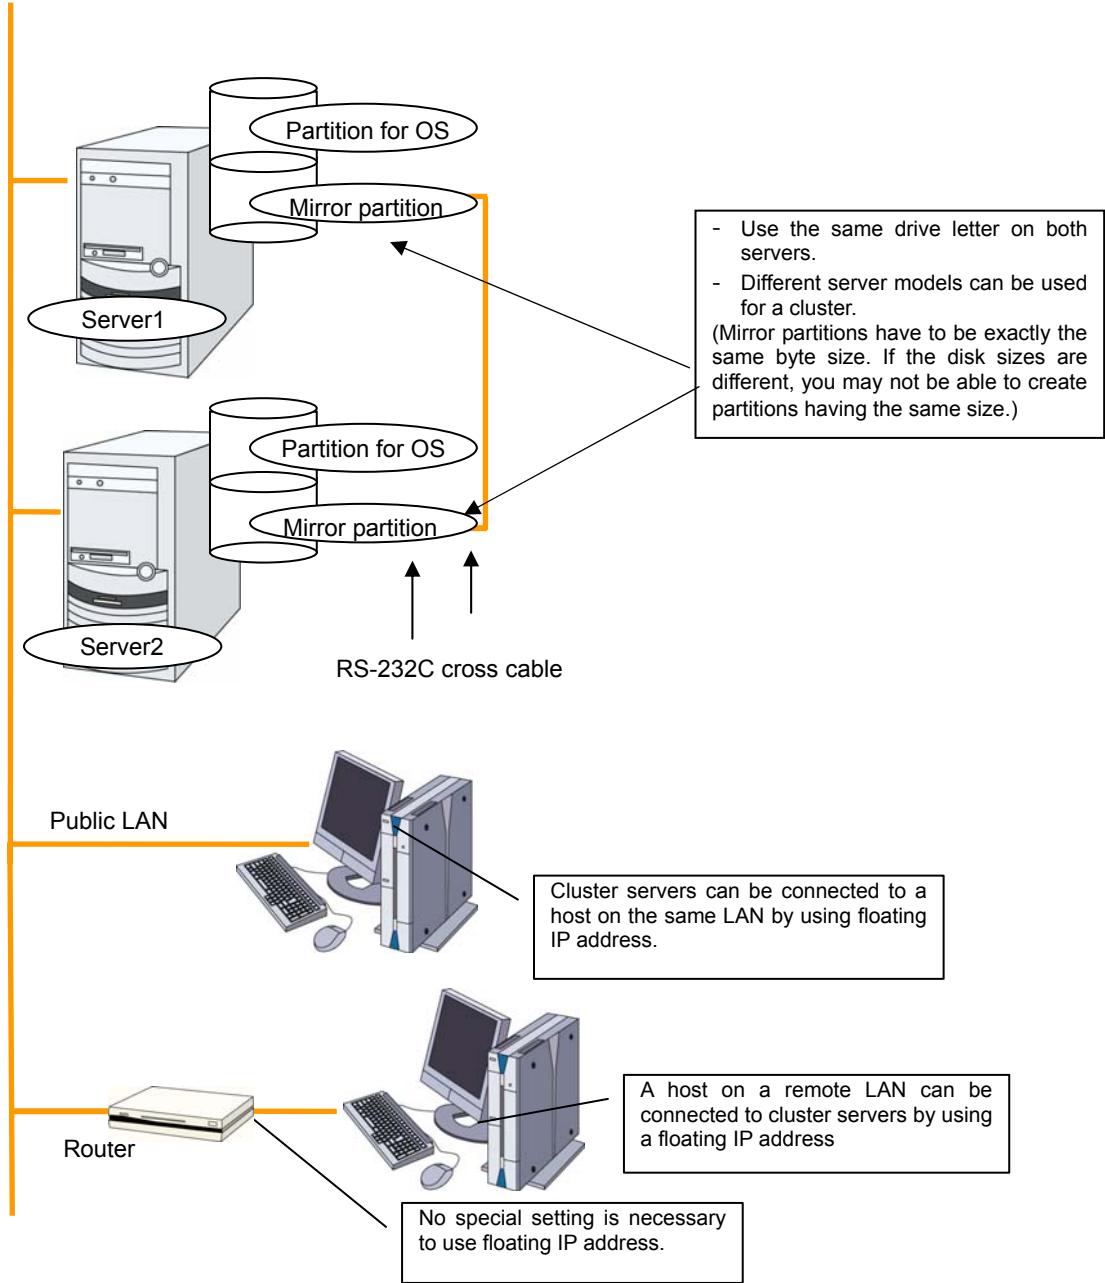 Partition for OS
Mirror partition
Server1
- Use the same drive letter on both
servers.
- Different server models can be used
for a cluster.
(Mirror partitions have to be exactly the
same byte size. If the disk sizes are
different, you may not be able to create
partitions having the same size.)
Partition for OS
Mirror partition
Server2
RS-232C cross cable
Public LAN
Cluster servers can be connected to a
host on the same LAN by using floating
IP address.
A host on a remote LAN can be
connected to cluster servers by using
a floating IP address
Router
No special setting is necessary
to use floating IP address.